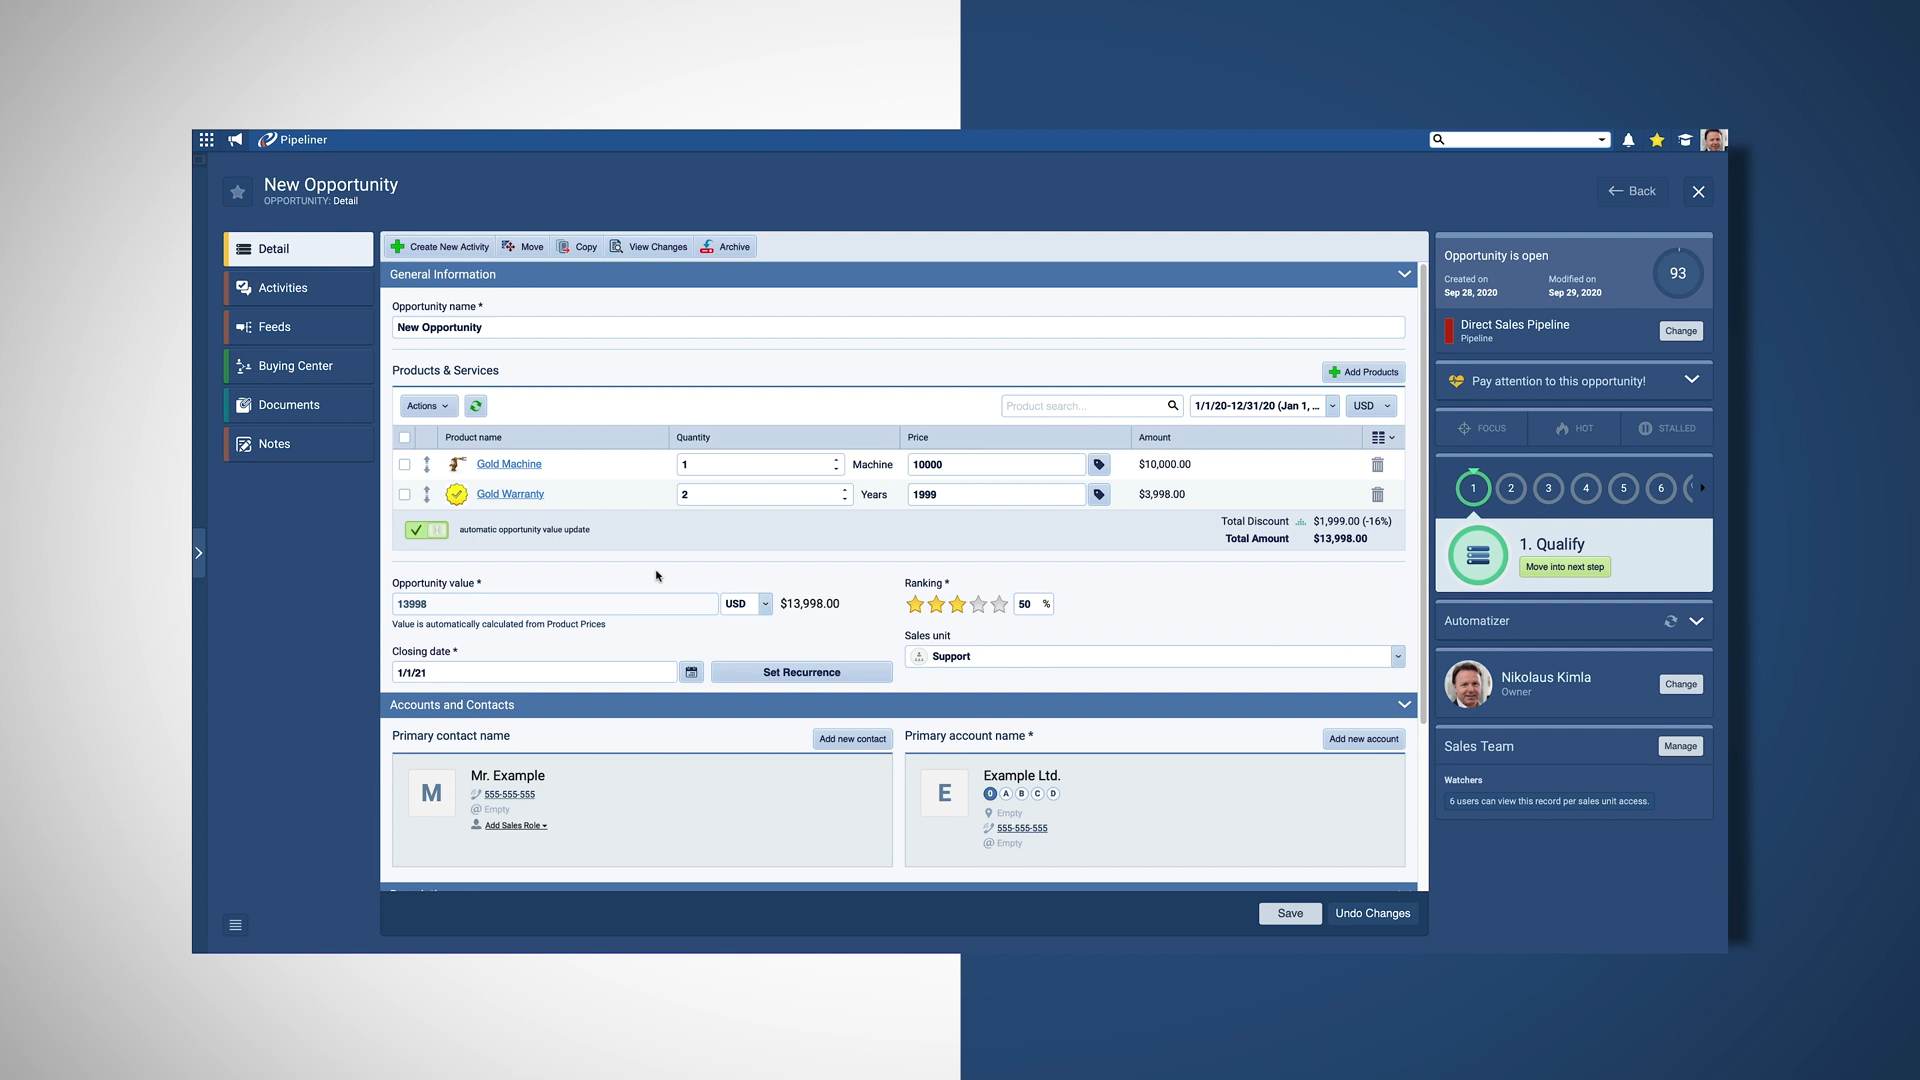 Pipeliner
New Opportunity
OPPORTUNITY: Detail
Back
Detail
Activities
Feeds
Buying Center
Documents
Notes
Create New Activity
Move
Copy
View Changes
Archive
General Information
Opportunity name *
New Opportunity
Products & Services
Add Products
Actions
Product search...
1/1/20-12/31/20 (Jan 1, ...
USD
Product name
Quantity
Price
Amount
Gold Machine
1
Machine
10000
$10,000.00
Gold Warranty
2
Years
1999
$3,998.00
automatic opportunity value update
Total Discount
$1,999.00 (-16%)
Total Amount
$13,998.00
Opportunity value *
13998
USD
$13,998.00
Value is automatically calculated from Product Prices
Closing date *
1/1/21
Set Recurrence
Ranking *
50 %
Sales unit
Support
Accounts and Contacts
Primary contact name
Add new contact
M
Mr. Example
555-555-555
Empty
Add Sales Role
Primary account name *
Add new account
E
Example Ltd.
0 A B C D
Empty
555-555-555
Empty
Save
Undo Changes
Opportunity is open
Created on
Sep 28, 2020
Modified on
Sep 29, 2020
93
Direct Sales Pipeline
Pipeline
Change
Pay attention to this opportunity!
FOCUS
HOT
STALLED
1 2 3 4 5 6
1. Qualify
Move into next step
Automatizer
Nikolaus Kimla
Owner
Change
Sales Team
Manage
Watchers
6 users can view this record per sales unit access.